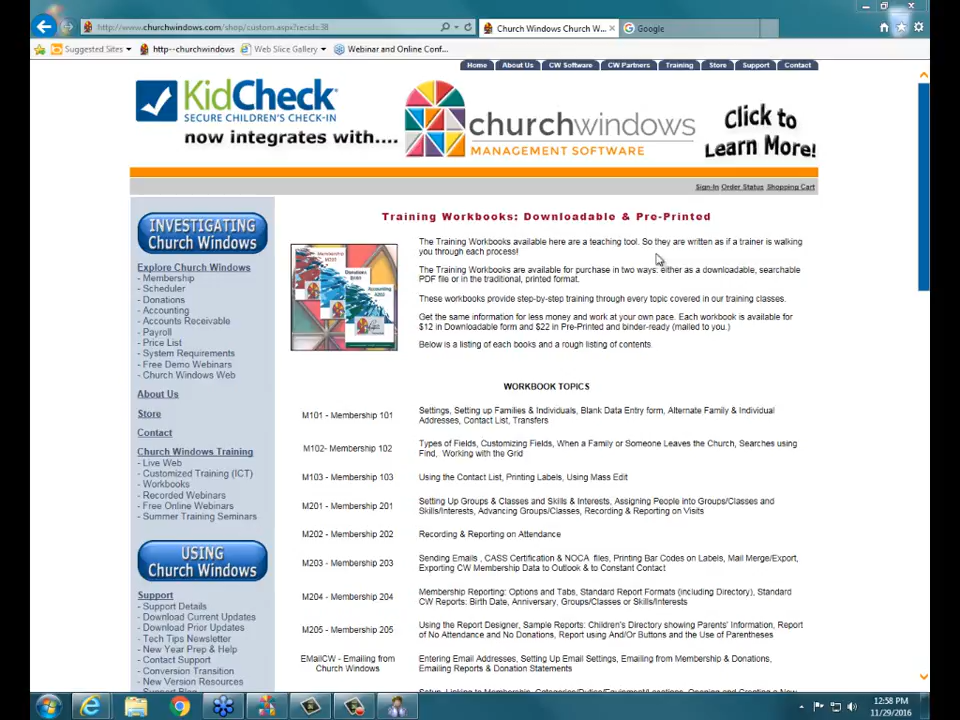 http://www.churchwindows.com/shop/custom.aspx?recid=38
Church Windows Church W...
Google
Suggested Sites
http--churchwindows
Web Slice Gallery
Webinar and Online Conf...
Home
About Us
CW Software
CW Partners
Training
Store
Support
Contact
KidCheck
SECURE CHILDREN'S CHECK-IN
now integrates with....
churchwindows
MANAGEMENT SOFTWARE
Click to
Learn More!
Sign-In Order Status Shopping Cart
INVESTIGATING
Church Windows
Explore Church Windows
- Membership
- Scheduler
- Donations
- Accounting
- Accounts Receivable
- Payroll
- Price List
- System Requirements
- Free Demo Webinars
- Church Windows Web
About Us
Store
Contact
Church Windows Training
- Live Web
- Customized Training (ICT)
- Workbooks
- Recorded Webinars
- Free Online Webinars
- Summer Training Seminars
USING
Church Windows
Support
- Support Details
- Download Current Updates
- Download Prior Updates
- Tech Tips Newsletter
- New Year Prep & Help
- Contact Support
- Conversion Transition
- New Version Resources
Training Workbooks: Downloadable & Pre-Printed
The Training Workbooks available here are a teaching tool. So they are written as if a trainer is walking
you through each process!
The Training Workbooks are available for purchase in two ways: either as a downloadable, searchable
PDF file or in the traditional, printed format.
These workbooks provide step-by-step training through every topic covered in our training classes.
Get the same information for less money and work at your own pace. Each workbook is available for
$12 in Downloadable form and $22 in Pre-Printed and binder-ready (mailed to you.)
Below is a listing of each books and a rough listing of contents.
WORKBOOK TOPICS
M101 - Membership 101
Settings, Setting up Families & Individuals, Blank Data Entry form, Alternate Family & Individual
Addresses, Contact List, Transfers
M102- Membership 102
Types of Fields, Customizing Fields, When a Family or Someone Leaves the Church, Searches using
Find, Working with the Grid
M103 - Membership 103
Using the Contact List, Printing Labels, Using Mass Edit
M201 - Membership 201
Setting Up Groups & Classes and Skills & Interests, Assigning People into Groups/Classes and
Skills/Interests, Advancing Groups/Classes, Recording & Reporting on Visits
M202 - Membership 202
Recording & Reporting on Attendance
M203 - Membership 203
Sending Emails , CASS Certification & NOCA files, Printing Bar Codes on Labels, Mail Merge/Export,
Exporting CW Membership Data to Outlook & to Constant Contact
M204 - Membership 204
Membership Reporting: Options and Tabs, Standard Report Formats (including Directory), Standard
CW Reports: Birth Date, Anniversary, Groups/Classes or Skills/Interests
M205 - Membership 205
Using the Report Designer, Sample Reports: Children's Directory showing Parents' Information, Report
of No Attendance and No Donations, Report using And/Or Buttons and the Use of Parentheses
EMailCW - Emailing from
Church Windows
Entering Email Addresses, Setting Up Email Settings, Emailing from Membership & Donations,
Emailing Reports & Donation Statements
12:58 PM
11/29/2016